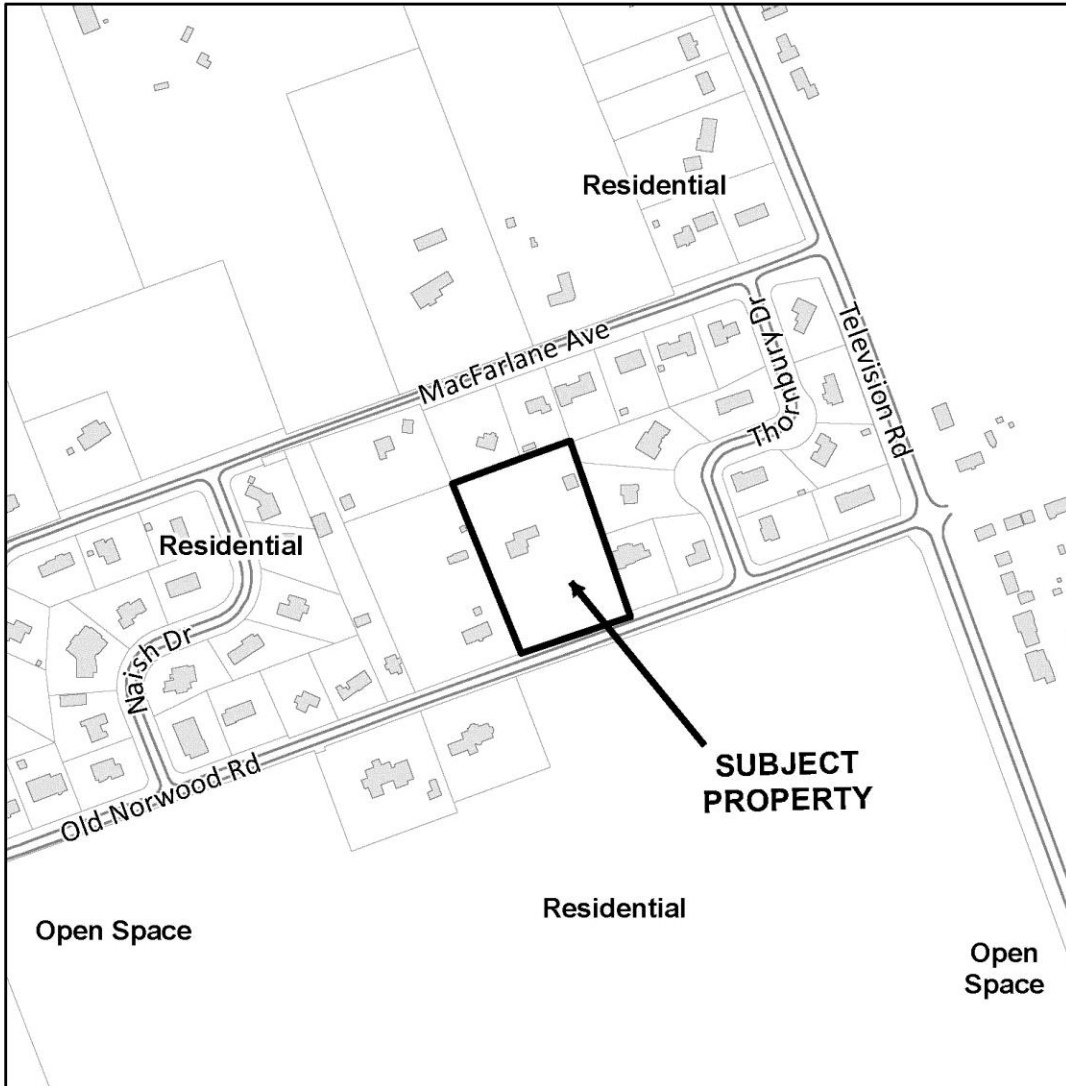 Residential
MacFarlane Ave
Thornbury Dr
Television Rd
Residential
Naish Dr
Old Norwood Rd
SUBJECT
PROPERTY
Residential
Open Space
Open
Space